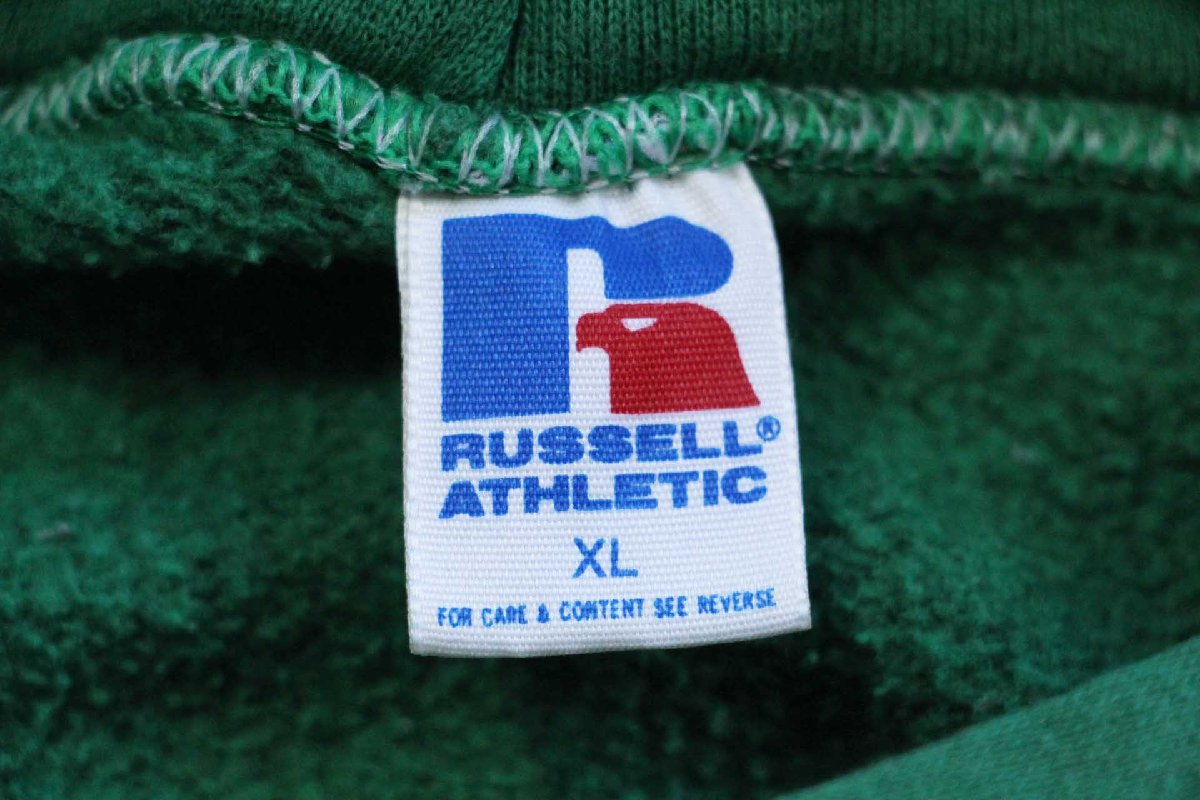 RUSSELL®
ATHLETIC
XL
FOR CARE & CONTENT SEE REVERSE